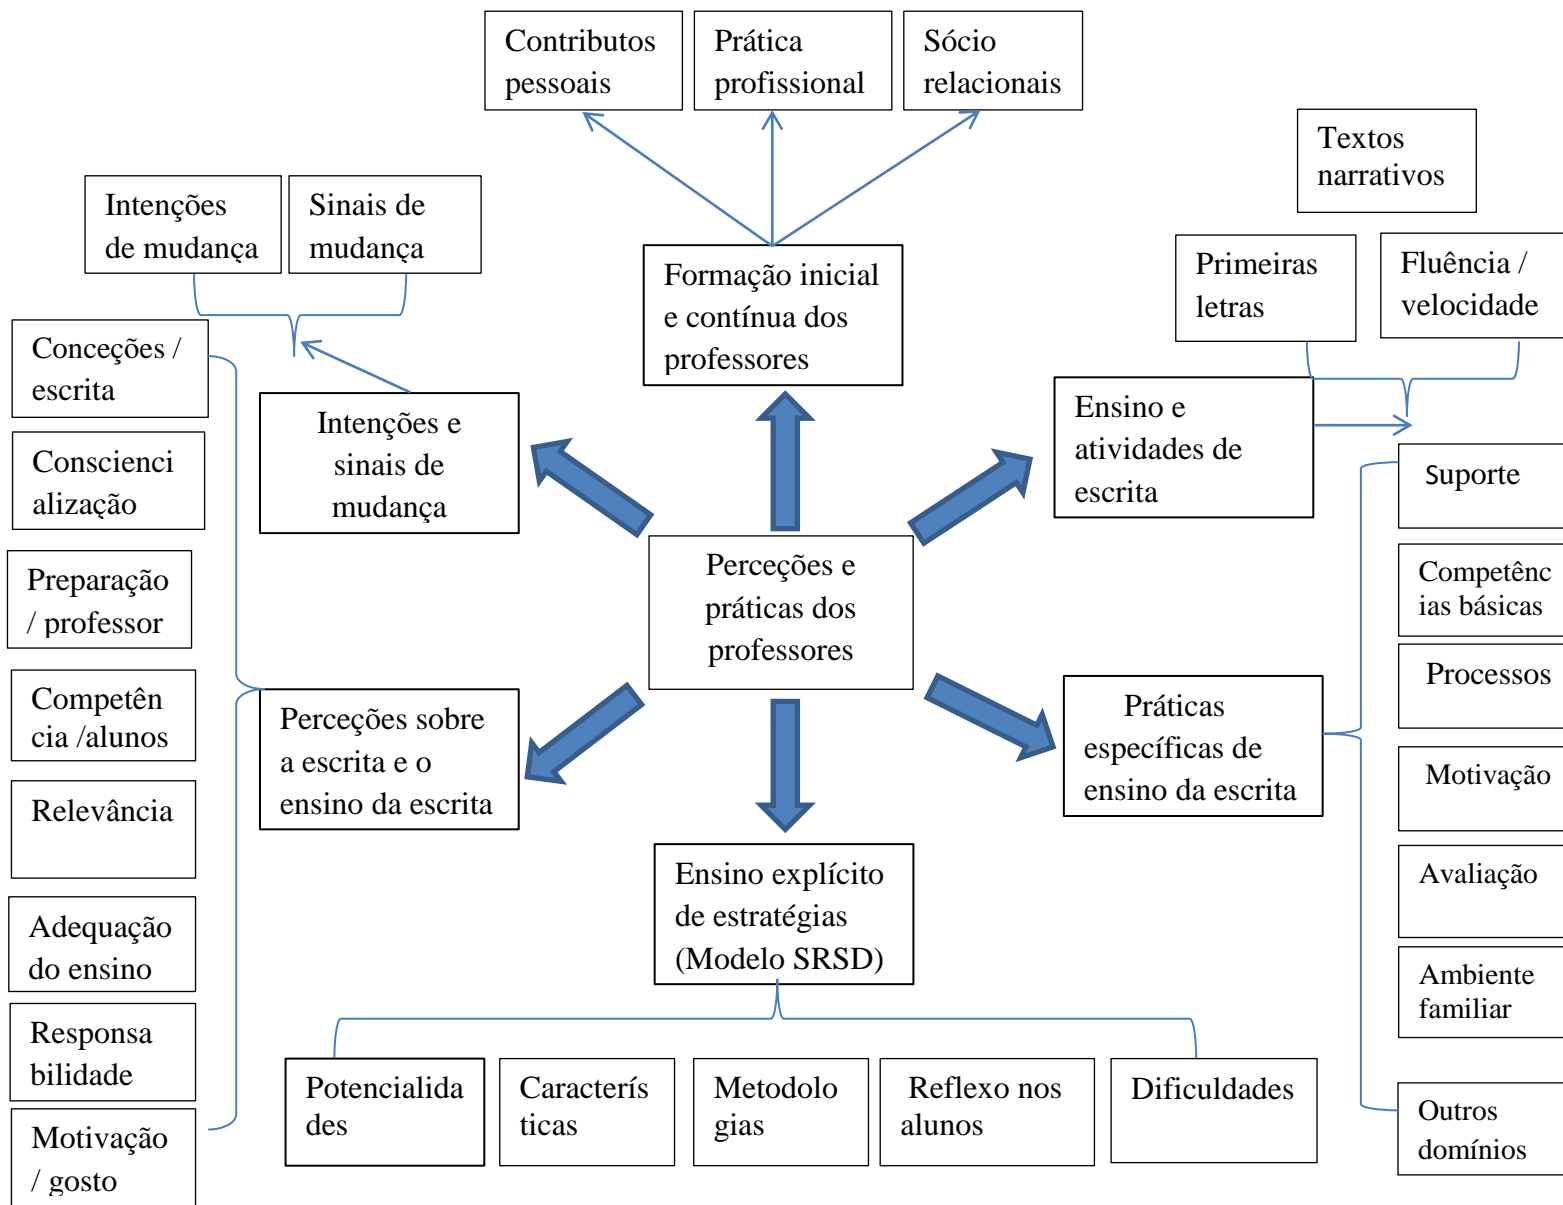 Contributos
pessoais
Prática
profissional
Sócio
relacionais
Textos
narrativos
Intenções
de mudança
Sinais de
mudança
Primeiras
letras
Fluência /
velocidade
Formação inicial
e contínua dos
professores
Conceções /
escrita
Intenções e
sinais de
mudança
Ensino e
atividades de
escrita
Consciencі
alização
Suporte
Preparação
/ professor
Perceções e
práticas dos
professores
Competênc
ias básicas
Competên
cia /alunos
Perceções sobre
a escrita e o
ensino da escrita
Práticas
específicas de
ensino da escrita
Processos
Relevância
Motivação
Ensino explícito
de estratégias
(Modelo SRSD)
Avaliação
Adequação
do ensino
Ambiente
familiar
Responsa
bilidade
Potencialida
des
Caracterís
ticas
Metodolo
gias
Reflexo nos
alunos
Dificuldades
Outros
domínios
Motivação
/ gosto